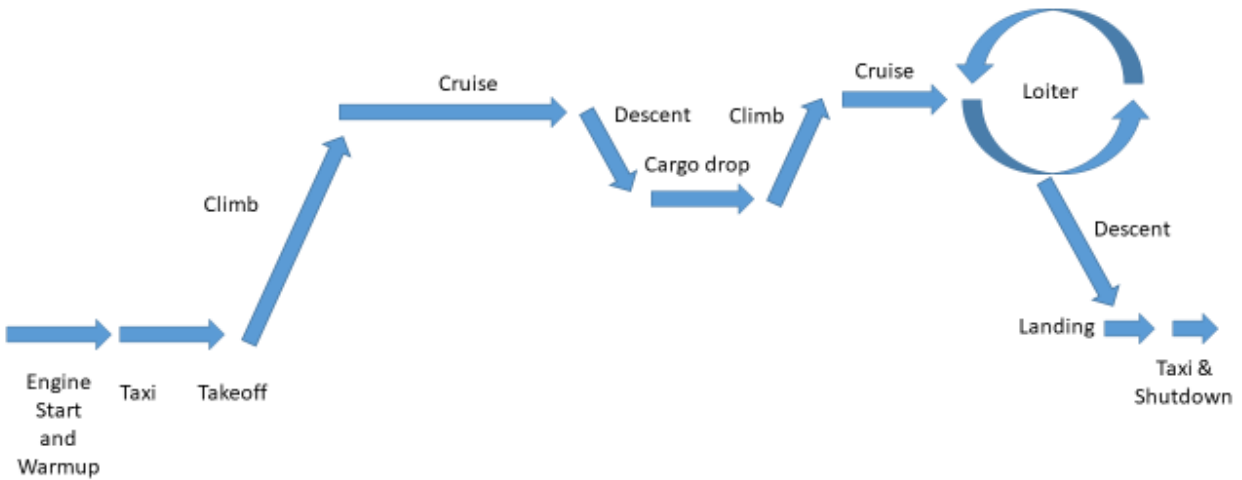 Engine
Start
and
Warmup
Taxi
Takeoff
Climb
Cruise
Descent
Cargo drop
Climb
Cruise
Loiter
Descent
Landing
Taxi &
Shutdown